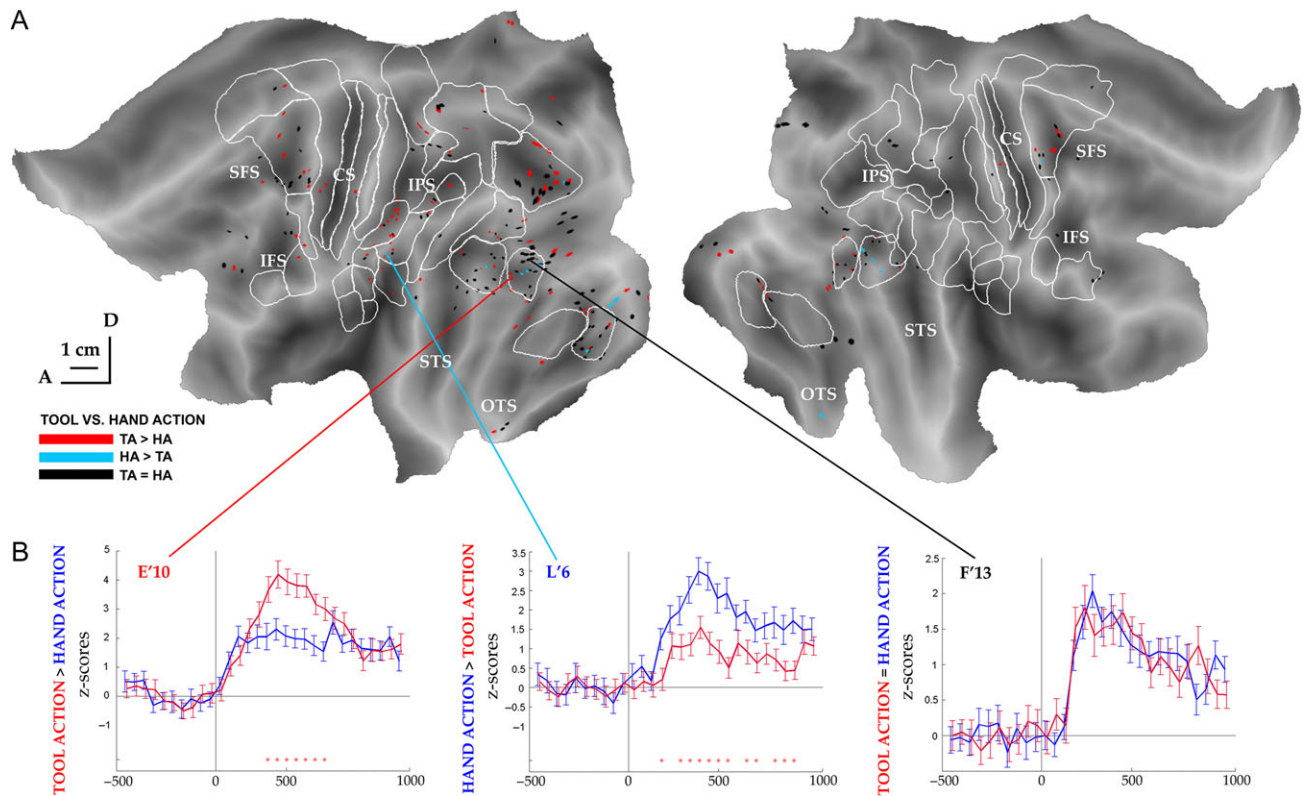 A
SFS
CS
IPS
IFS
STS
OTS
CS
SFS
IPS
IFS
STS
OTS
D
1 cm
A
TOOL VS. HAND ACTION
TA > HA
HA > TA
TA = HA
B
TOOL ACTION > HAND ACTION
z-scores
E'10
5
4
3
2
1
0
−1
* * * * * * *
−500
0
500
1000
HAND ACTION > TOOL ACTION
z-scores
L'6
3.5
3
2.5
2
1.5
1
0.5
0
−0.5
−1
* * * * * * * * * * * *
−500
0
500
1000
TOOL ACTION = HAND ACTION
z-scores
F'13
2.5
2
1.5
1
0.5
0
−500
0
500
1000